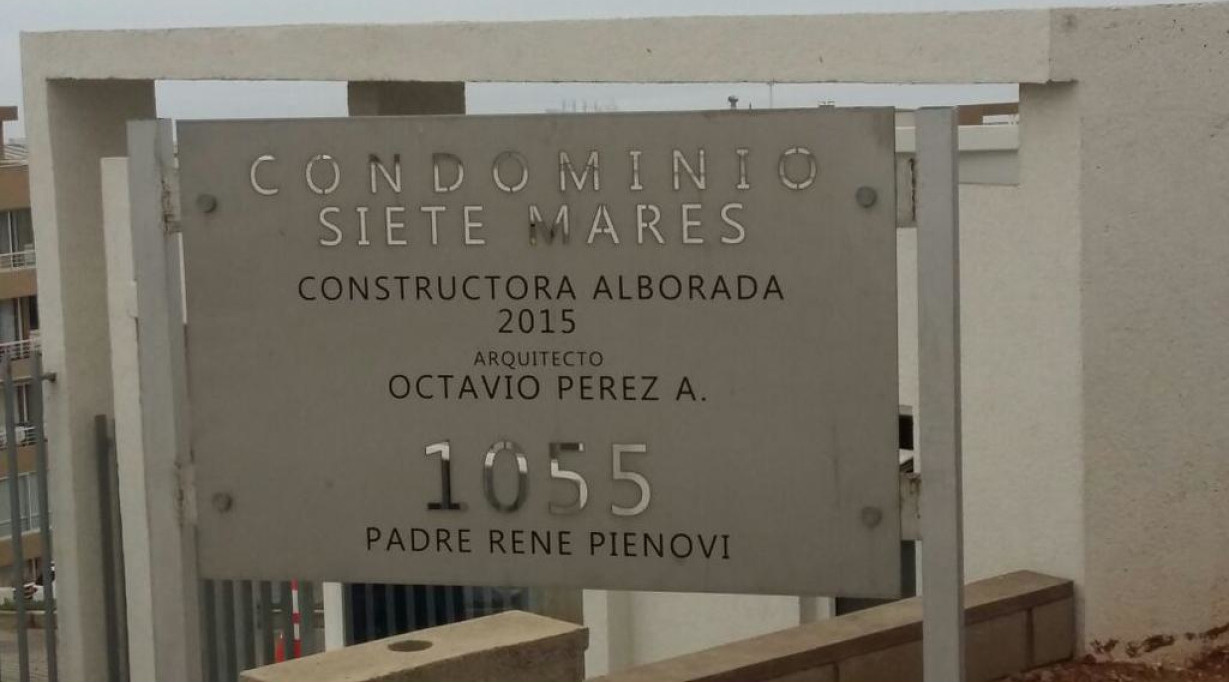 CONDOMINIO
SIETE MARES
CONSTRUCTORA ALBORADA
2015
ARQUITECTO
OCTAVIO PEREZ A.
1055
PADRE RENE PIENOVI